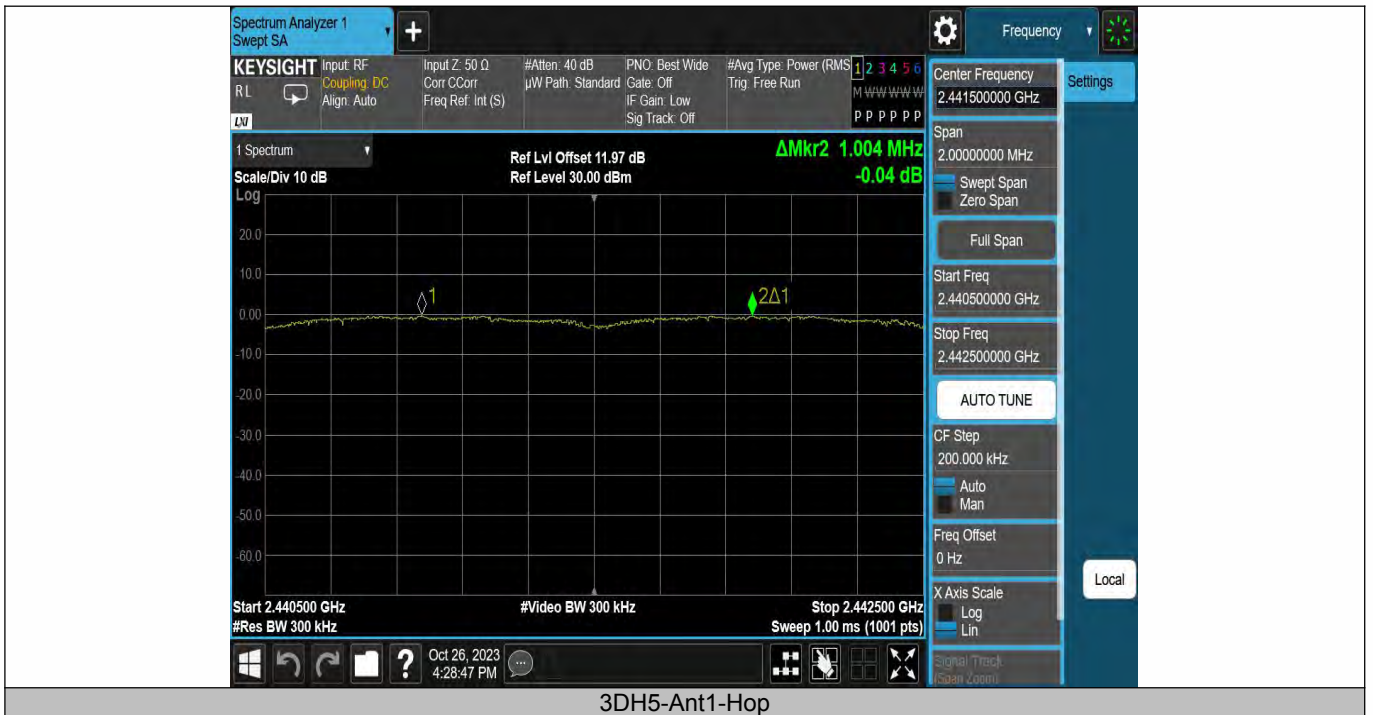 Spectrum Analyzer 1
Swept SA
+
Frequency
KEYSIGHT
RL
LXI
Input: RF
Coupling: DC
Align: Auto
Input Z: 50 Ω
Corr CCorr
Freq Ref: Int (S)
#Atten: 40 dB
µW Path: Standard
PNO: Best Wide
Gate: Off
IF Gain: Low
Sig Track: Off
#Avg Type: Power (RMS
Trig: Free Run
1 2 3 4 5 6
M W W W W W
P P P P P P
1 Spectrum
Scale/Div 10 dB
Log
Ref Lvl Offset 11.97 dB
Ref Level 30.00 dBm
ΔMkr2 1.004 MHz
-0.04 dB
20.0
10.0
0.00
-10.0
-20.0
-30.0
-40.0
-50.0
-60.0
1
2Δ1
Start 2.440500 GHz
#Res BW 300 kHz
#Video BW 300 kHz
Stop 2.442500 GHz
Sweep 1.00 ms (1001 pts)
Center Frequency
2.441500000 GHz
Settings
Span
2.00000000 MHz
Swept Span
Zero Span
Full Span
Start Freq
2.440500000 GHz
Stop Freq
2.442500000 GHz
AUTO TUNE
CF Step
200.000 kHz
Auto
Man
Freq Offset
0 Hz
X Axis Scale
Log
Lin
Signal Track
(Span Zoom)
Local
?
Oct 26, 2023
4:28:47 PM
3DH5-Ant1-Hop